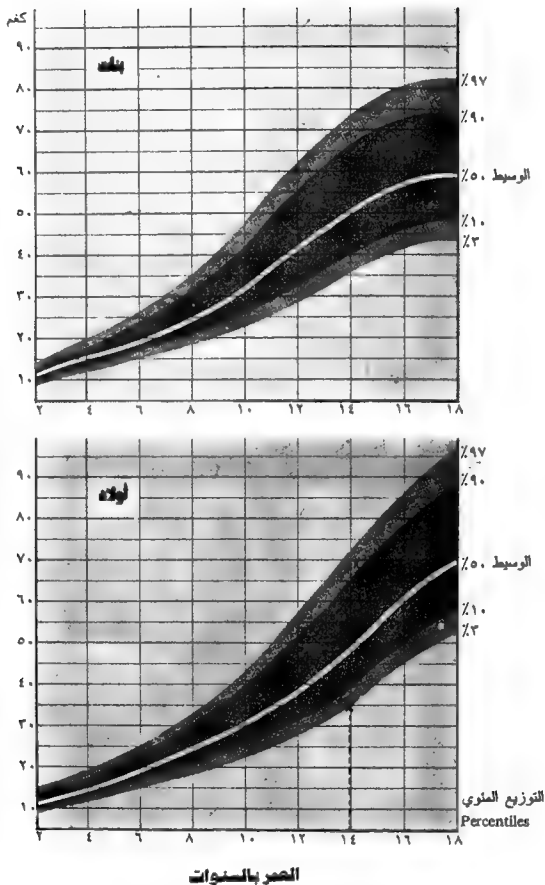 كغم
بنات
٩٠
٨٠
٧٠
٦٠
٥٠
٤٠
٣٠
٢٠
١٠
٪٩٧
٪٩٠
٪٥٠ الوسيط
٪١٠
٪٣
٢ ٤ ٦ ٨ ١٠ ١٢ ١٤ ١٦ ١٨
أولاد
٩٠
٨٠
٧٠
٦٠
٥٠
٤٠
٣٠
٢٠
١٠
٪٩٧
٪٩٠
٪٥٠ الوسيط
٪١٠
٪٣
التوزيع المئوي
Percentiles
٢ ٤ ٦ ٨ ١٠ ١٢ ١٤ ١٦ ١٨
العمر بالسنوات